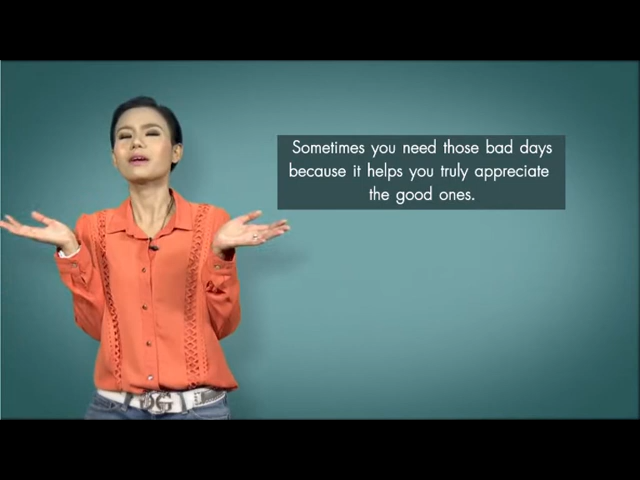 Sometimes you need those bad days
because it helps you truly appreciate
the good ones.